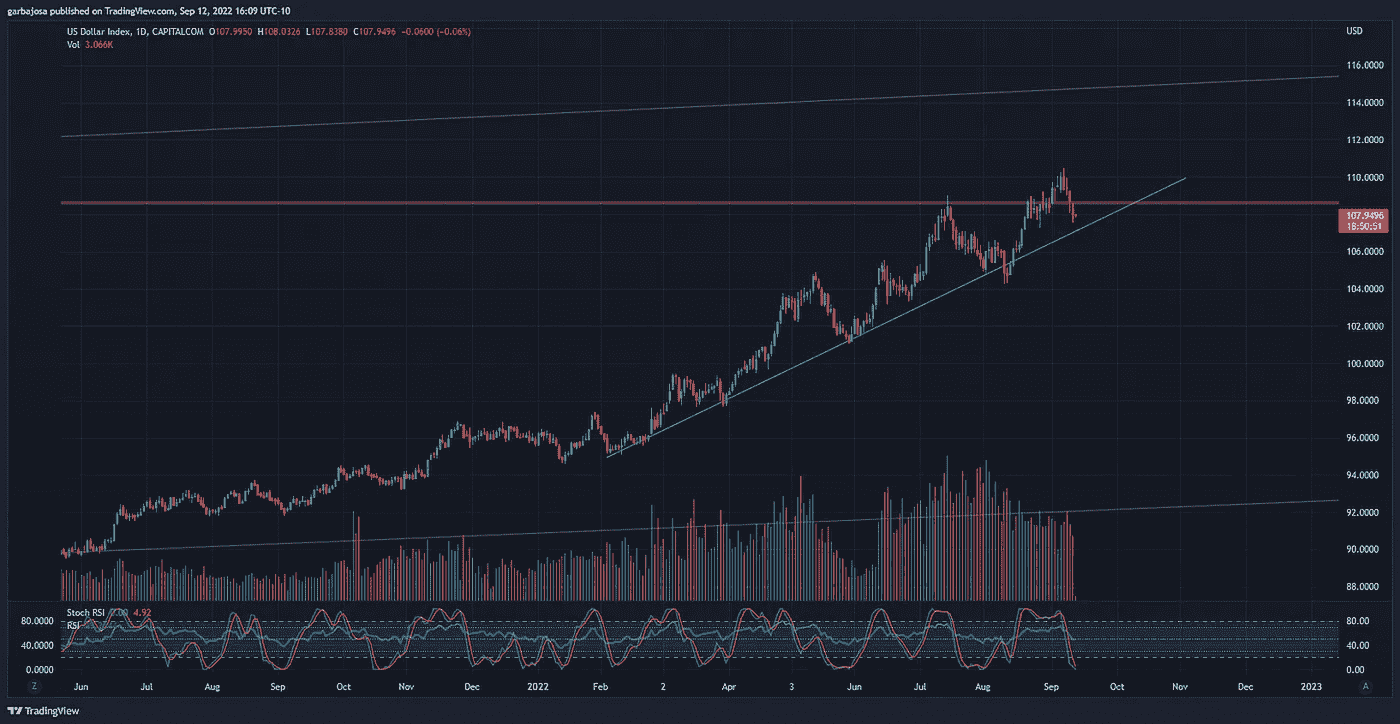 garbajosa published on TradingView.com, Sep 12, 2022 16:09 UTC-10
US Dollar Index, 1D, CAPITALCOM O107.9950 H108.0326 L107.8380 C107.9496 -0.0600 (-0.06%)
Vol 3.066K
USD
116.0000
114.0000
112.0000
110.0000
107.9496
18:50:51
106.0000
104.0000
102.0000
100.0000
98.0000
96.0000
94.0000
92.0000
90.0000
88.0000
Stoch RSI 2.00 4.92
RSI
80.0000 80.00
40.0000 40.00
0.0000 0.00
Z Jun Jul Aug Sep Oct Nov Dec 2022 Feb 2 Apr 3 Jun Jul Aug Sep Oct Nov Dec 2023 A
TradingView